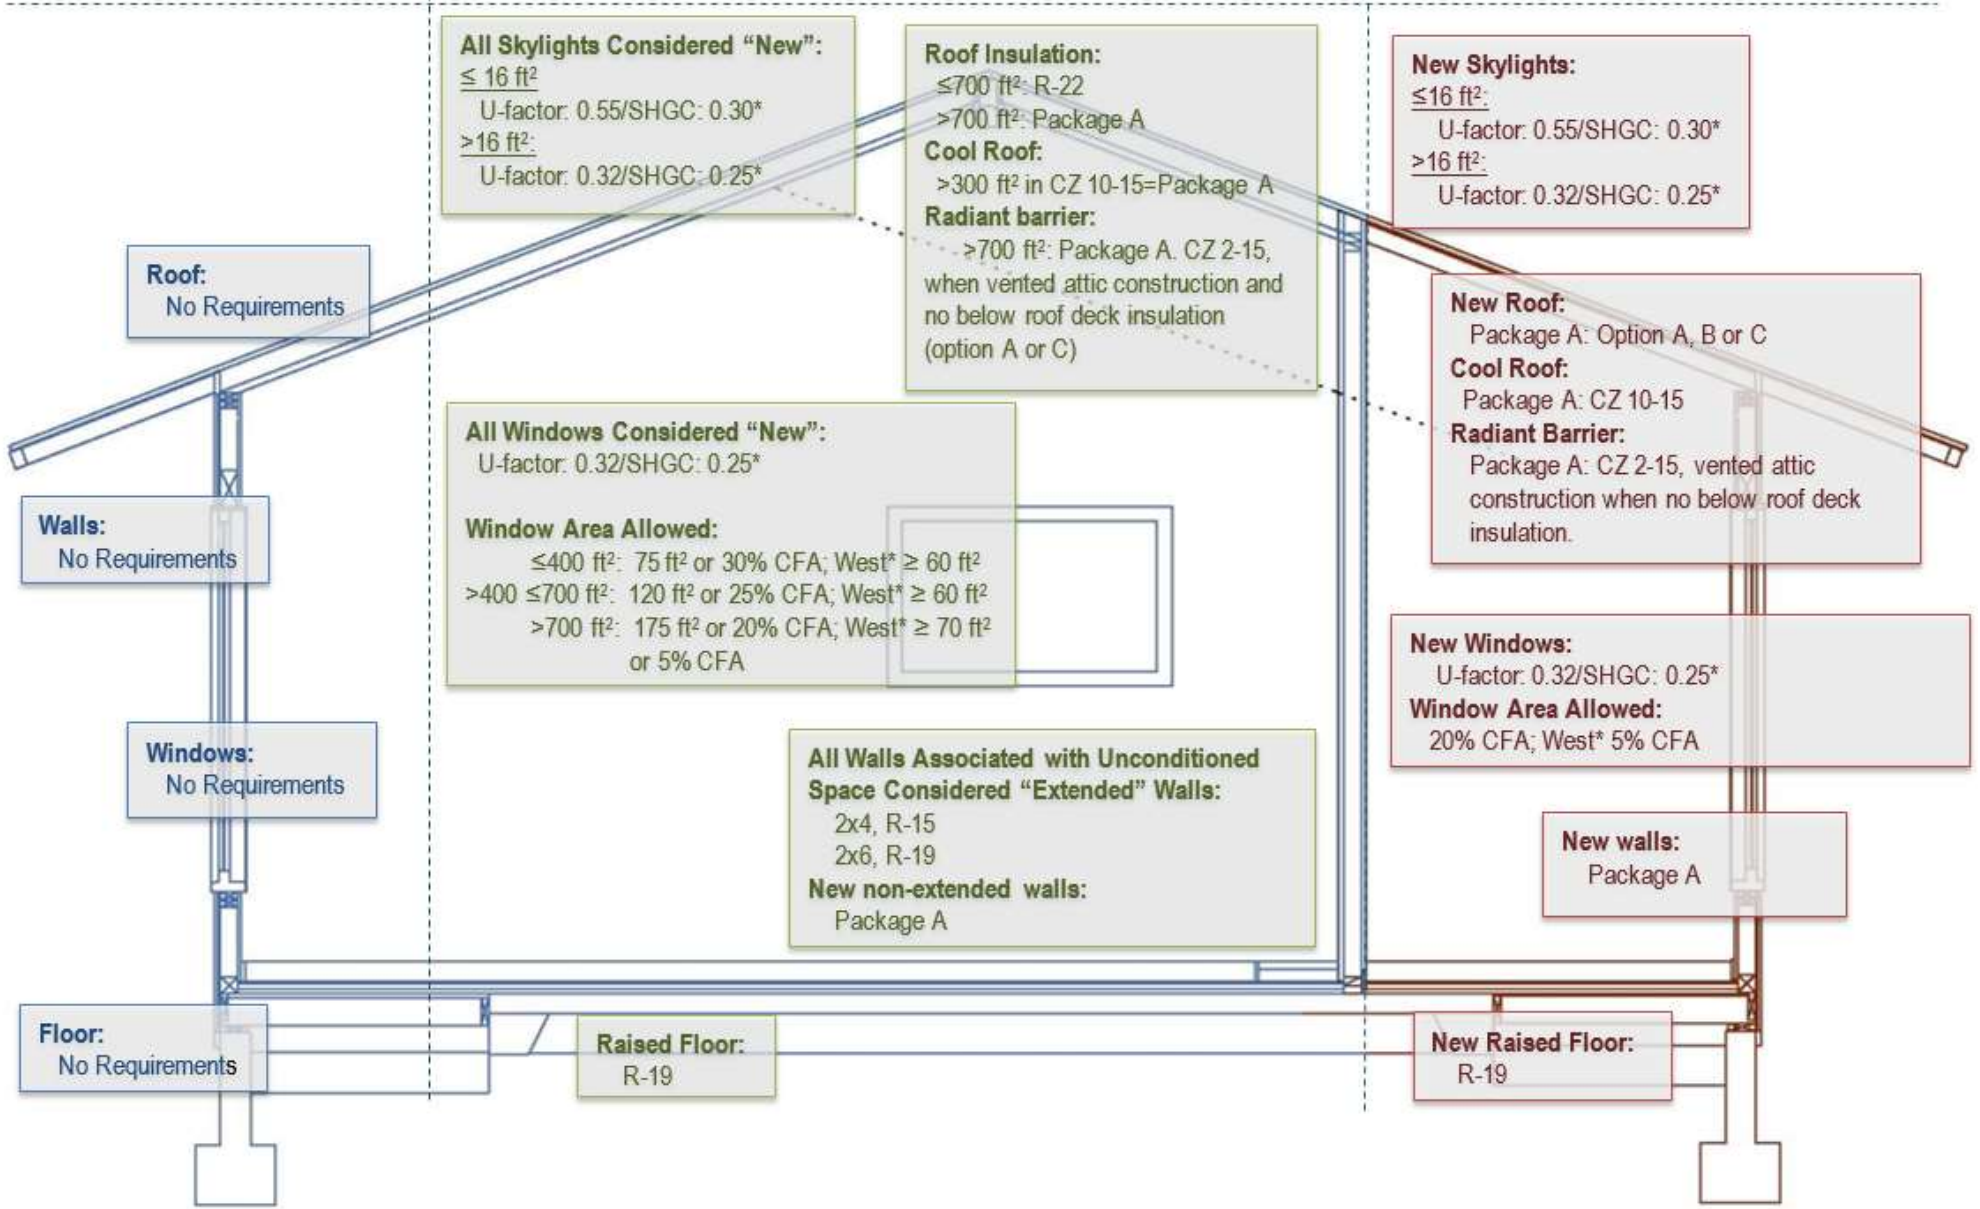 All Skylights Considered “New”:
≤ 16 ft²
U-factor: 0.55/SHGC: 0.30*
>16 ft²:
U-factor: 0.32/SHGC: 0.25*
Roof Insulation:
≤700 ft²: R-22
>700 ft²: Package A
Cool Roof:
>300 ft² in CZ 10-15=Package A
Radiant barrier:
>700 ft²: Package A. CZ 2-15,
when vented attic construction and
no below roof deck insulation
(option A or C)
New Skylights:
≤16 ft²:
U-factor: 0.55/SHGC: 0.30*
>16 ft²:
U-factor: 0.32/SHGC: 0.25*
Roof:
No Requirements
New Roof:
Package A: Option A, B or C
Cool Roof:
Package A: CZ 10-15
Radiant Barrier:
Package A: CZ 2-15, vented attic
construction when no below roof deck
insulation.
All Windows Considered “New”:
U-factor: 0.32/SHGC: 0.25*
Window Area Allowed:
≤400 ft²: 75 ft² or 30% CFA; West* ≥ 60 ft²
>400 ≤700 ft²: 120 ft² or 25% CFA; West* ≥ 60 ft²
>700 ft²: 175 ft² or 20% CFA; West* ≥ 70 ft²
or 5% CFA
Walls:
No Requirements
New Windows:
U-factor: 0.32/SHGC: 0.25*
Window Area Allowed:
20% CFA; West* 5% CFA
Windows:
No Requirements
All Walls Associated with Unconditioned
Space Considered “Extended” Walls:
2x4, R-15
2x6, R-19
New non-extended walls:
Package A
New walls:
Package A
Floor:
No Requirements
Raised Floor:
R-19
New Raised Floor:
R-19